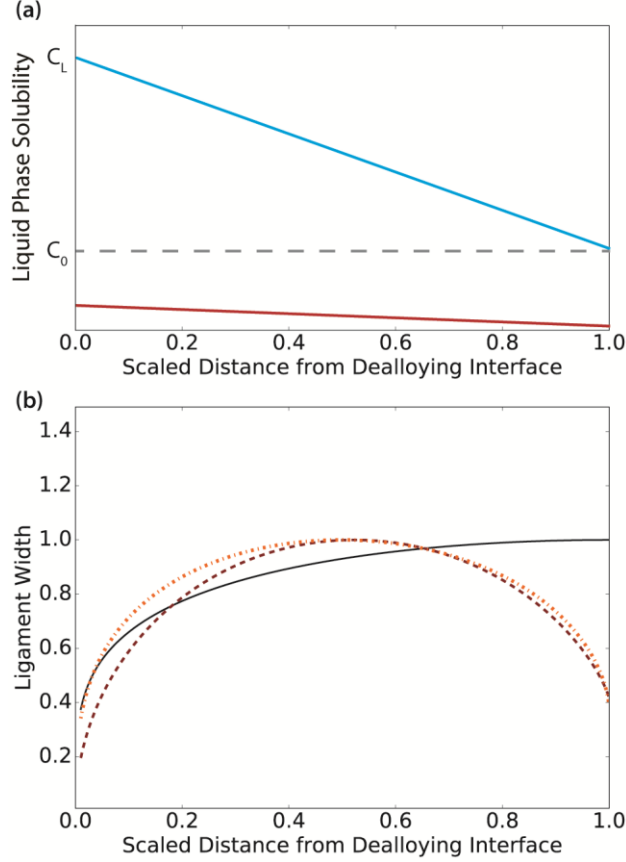 (a)
C_L
C_0
Liquid Phase Solubility
0.0 0.2 0.4 0.6 0.8 1.0
Scaled Distance from Dealloying Interface
(b)
1.4
1.2
1.0
0.8
0.6
0.4
0.2
Ligament Width
0.0 0.2 0.4 0.6 0.8 1.0
Scaled Distance from Dealloying Interface